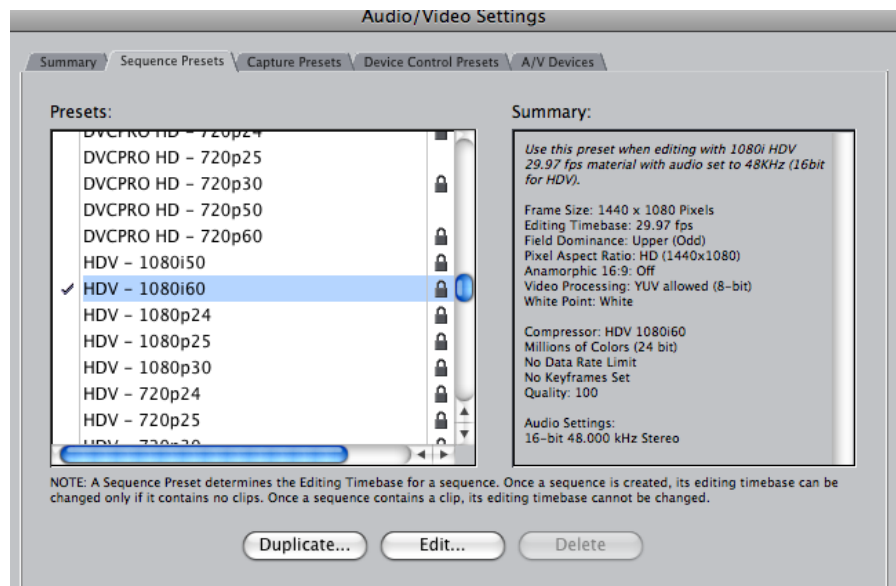 Audio/Video Settings
Summary
Sequence Presets
Capture Presets
Device Control Presets
A/V Devices
Presets:
DVCPRO HD – 720p24
DVCPRO HD – 720p25
DVCPRO HD – 720p30
DVCPRO HD – 720p50
DVCPRO HD – 720p60
HDV – 1080i50
HDV – 1080i60
HDV – 1080p24
HDV – 1080p25
HDV – 1080p30
HDV – 720p24
HDV – 720p25
HDV – 720p30
Summary:
Use this preset when editing with 1080i HDV
29.97 fps material with audio set to 48KHz (16bit
for HDV).
Frame Size: 1440 x 1080 Pixels
Editing Timebase: 29.97 fps
Field Dominance: Upper (Odd)
Pixel Aspect Ratio: HD (1440x1080)
Anamorphic 16:9: Off
Video Processing: YUV allowed (8-bit)
White Point: White
Compressor: HDV 1080i60
Millions of Colors (24 bit)
No Data Rate Limit
No Keyframes Set
Quality: 100
Audio Settings:
16-bit 48.000 kHz Stereo
NOTE: A Sequence Preset determines the Editing Timebase for a sequence. Once a sequence is created, its editing timebase can be
changed only if it contains no clips. Once a sequence contains a clip, its editing timebase cannot be changed.
Duplicate...
Edit...
Delete